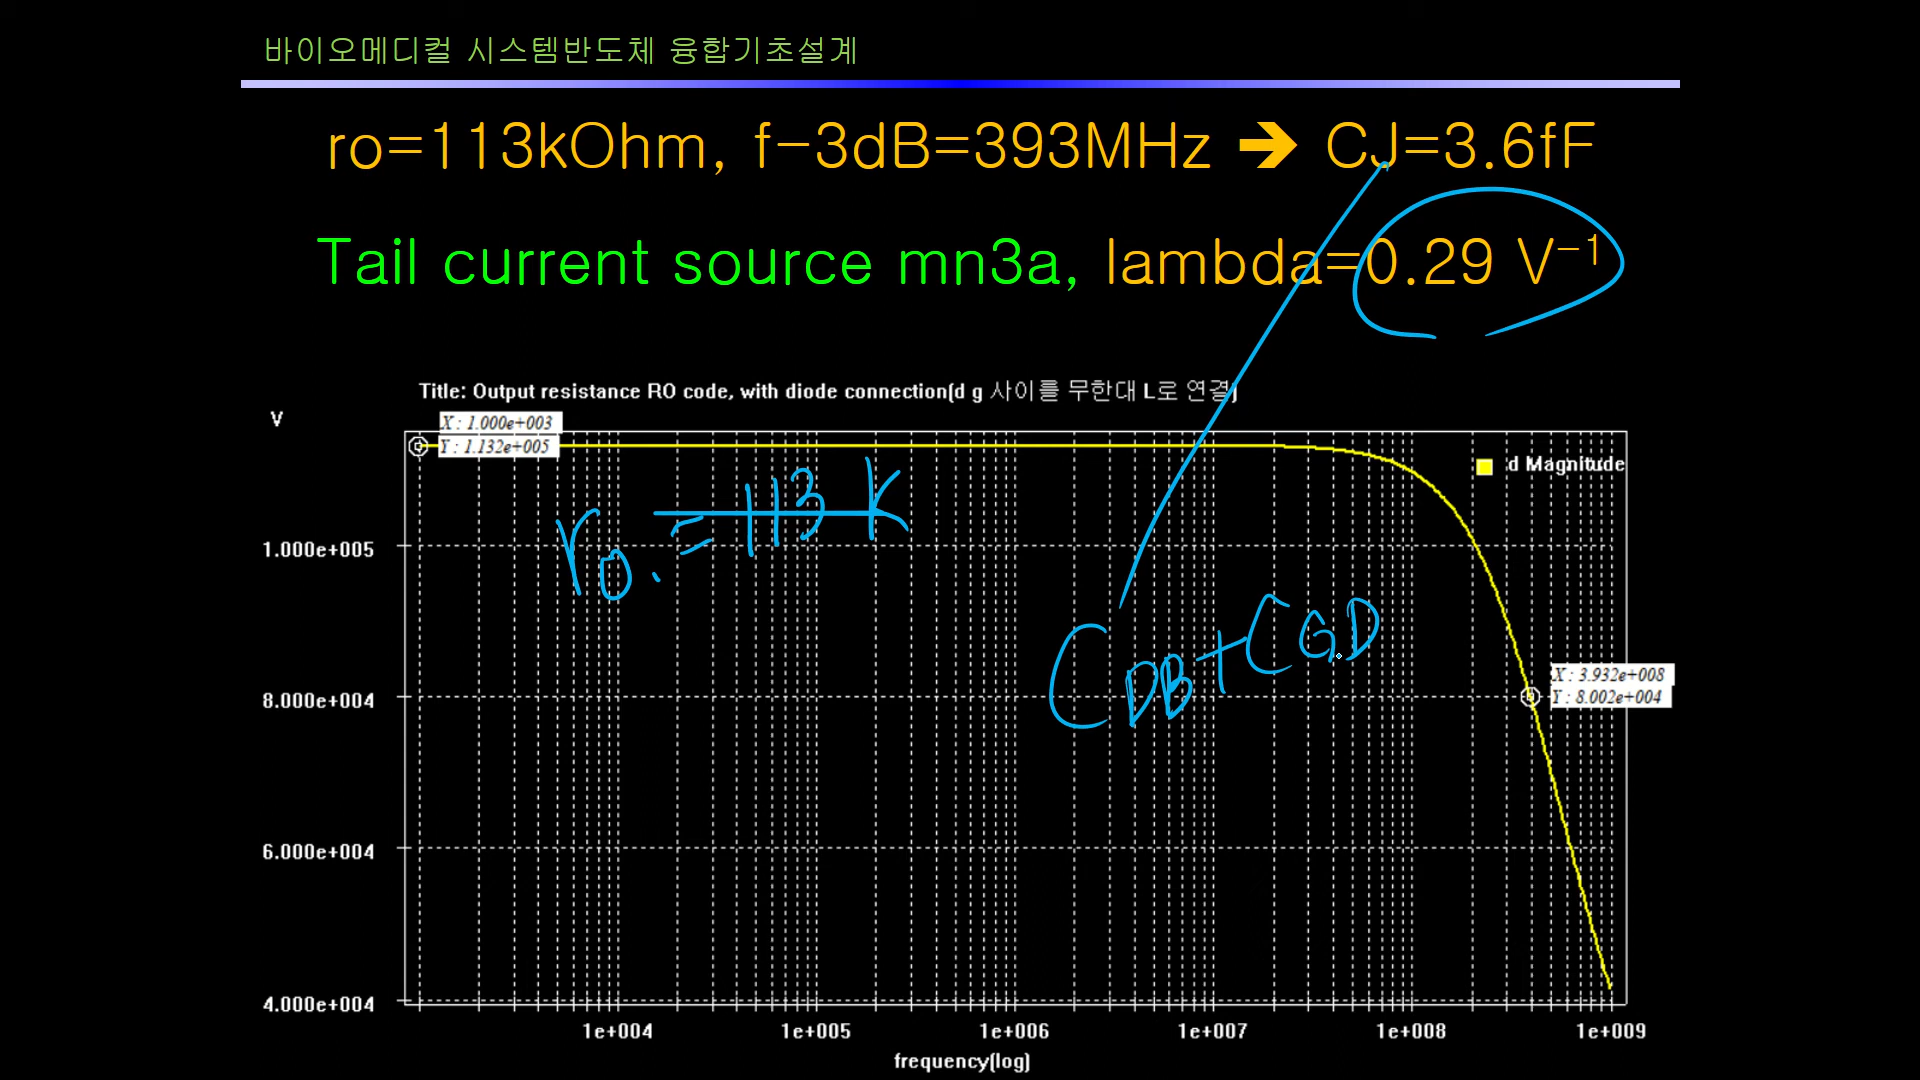 바이오메디컬 시스템반도체 융합기초설계
ro=113kOhm, f-3dB=393MHz ➔ CJ=3.6fF
Tail current source mn3a, lambda=0.29 V⁻¹
Title: Output resistance RO code, with diode connection(d g 사이를 무한대 L로 연결)
V
X : 1.000e+003
Y : 1.132e+005
d Magnitude
ro = 113 K
1.000e+005
CDB + CGD
X : 3.932e+008
Y : 8.002e+004
8.000e+004
6.000e+004
4.000e+004
1e+004 1e+005 1e+006 1e+007 1e+008 1e+009
frequency(log)